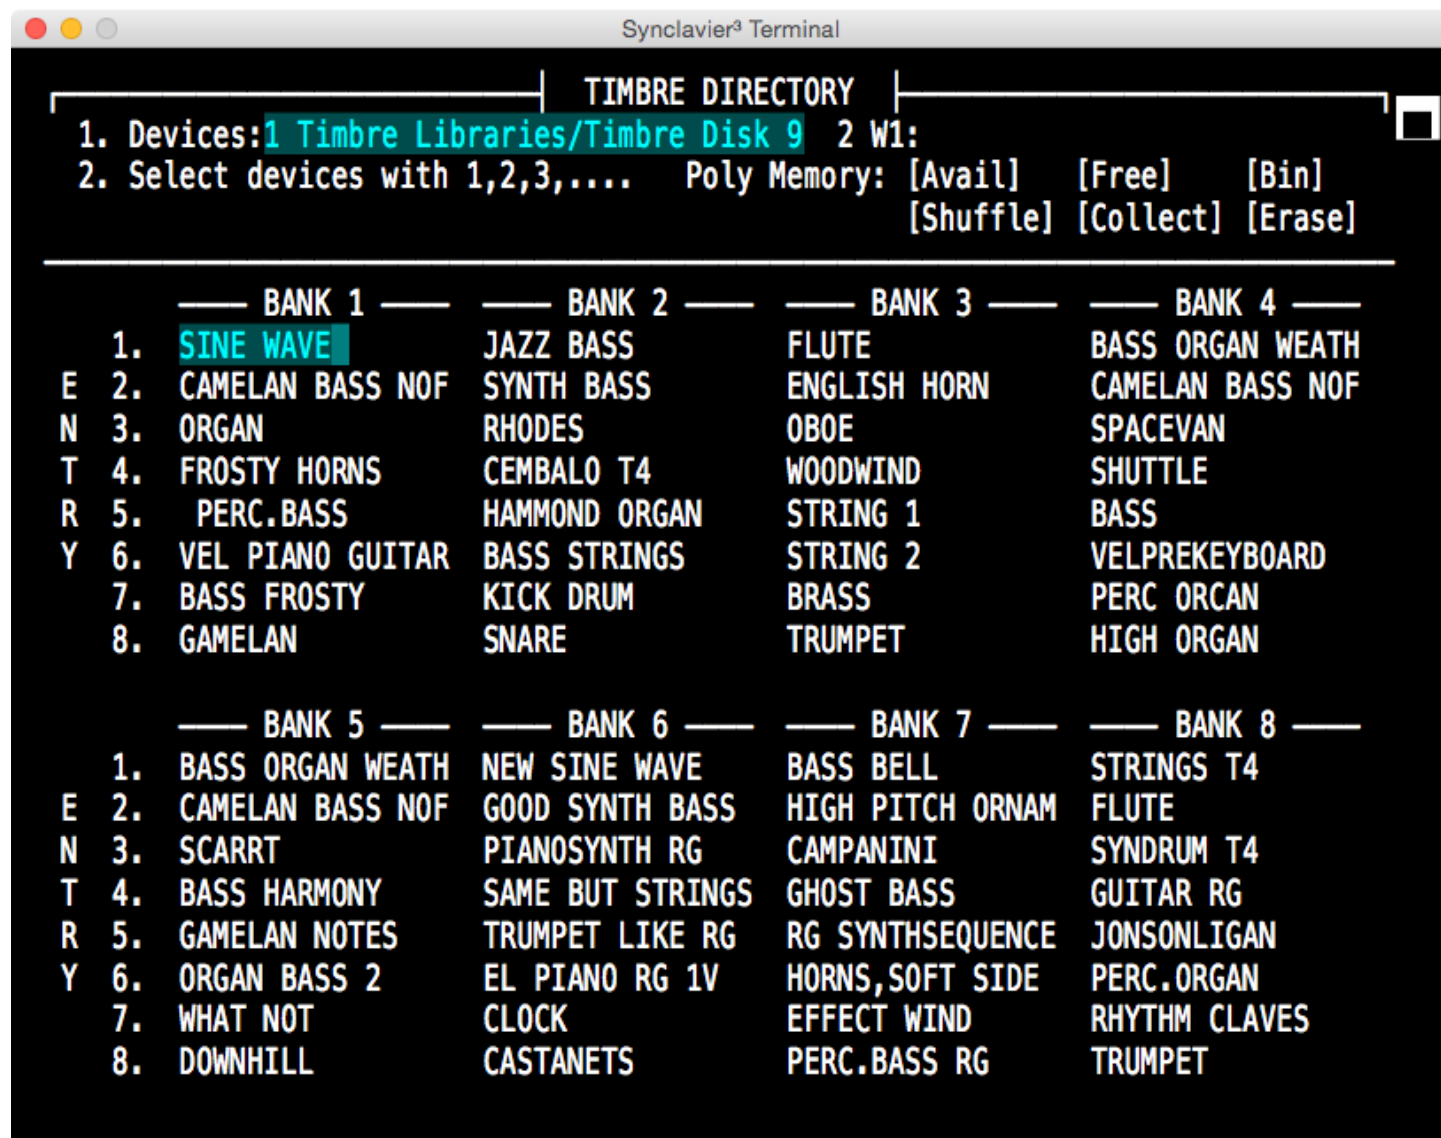 Synclavier³ Terminal
TIMBRE DIRECTORY
1. Devices:1 Timbre Libraries/Timbre Disk 9 2 W1:
2. Select devices with 1,2,3,.... Poly Memory: [Avail] [Free] [Bin]
[Shuffle] [Collect] [Erase]
BANK 1 BANK 2 BANK 3 BANK 4
1. SINE WAVE JAZZ BASS FLUTE BASS ORGAN WEATH
E 2. CAMELAN BASS NOF SYNTH BASS ENGLISH HORN CAMELAN BASS NOF
N 3. ORGAN RHODES OBOE SPACEVAN
T 4. FROSTY HORNS CEMBALO T4 WOODWIND SHUTTLE
R 5. PERC.BASS HAMMOND ORGAN STRING 1 BASS
Y 6. VEL PIANO GUITAR BASS STRINGS STRING 2 VELPREKEYBOARD
7. BASS FROSTY KICK DRUM BRASS PERC ORCAN
8. GAMELAN SNARE TRUMPET HIGH ORGAN
BANK 5 BANK 6 BANK 7 BANK 8
1. BASS ORGAN WEATH NEW SINE WAVE BASS BELL STRINGS T4
E 2. CAMELAN BASS NOF GOOD SYNTH BASS HIGH PITCH ORNAM FLUTE
N 3. SCARRT PIANOSYNTH RG CAMPANINI SYNDRUM T4
T 4. BASS HARMONY SAME BUT STRINGS GHOST BASS GUITAR RG
R 5. GAMELAN NOTES TRUMPET LIKE RG RG SYNTHSEQUENCE JONSONLIGAN
Y 6. ORGAN BASS 2 EL PIANO RG 1V HORNS,SOFT SIDE PERC.ORGAN
7. WHAT NOT CLOCK EFFECT WIND RHYTHM CLAVES
8. DOWNHILL CASTANETS PERC.BASS RG TRUMPET